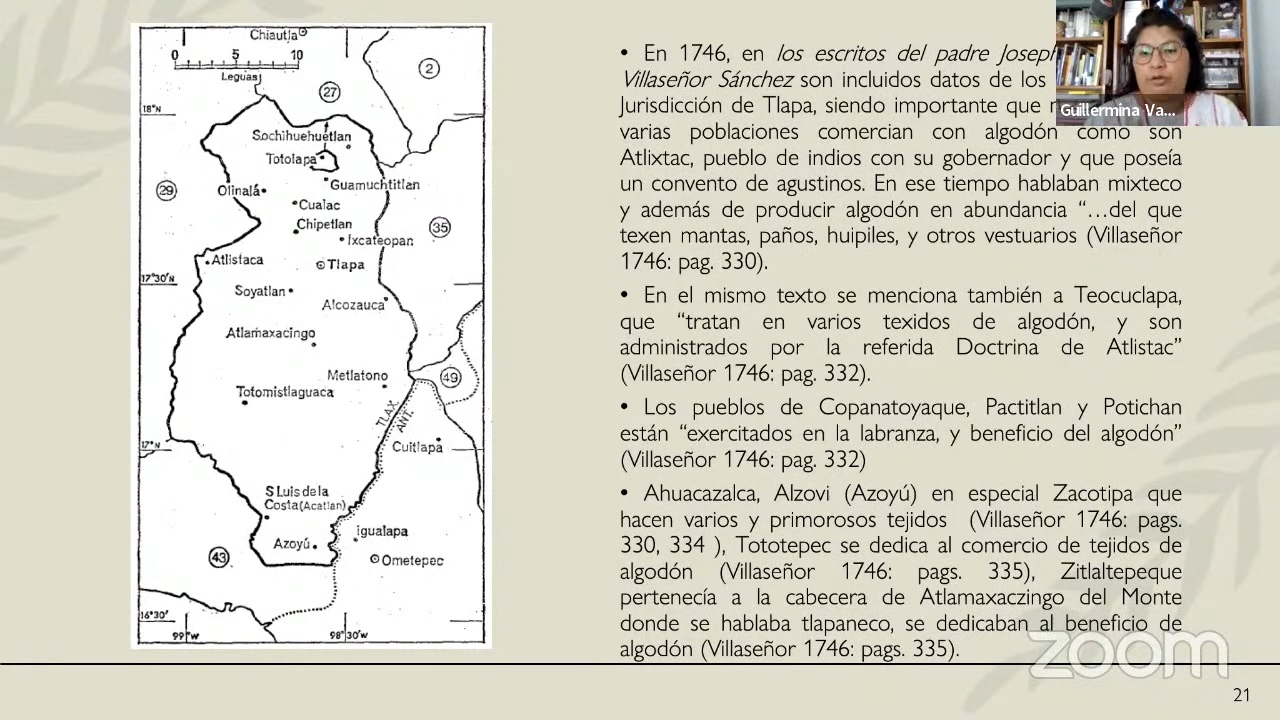 Chiautla
0 5 10
Leguas
2
27
18°N
Sochihuehuetlan
Totolapa
29
Olinalá
Guamuchtitlan
Cualac
Chipetlan
35
Ixcateopan
Atlistaca
Tlapa
17°30'N
Soyatlan
Alcozauca
Atlamaxacingo
Metlatono
49
Totomistlaguaca
TLAX.
ANT.
17°N
Cuitlapa
S Luis de la
Costa (Acatlan)
Igualapa
43
Azoyú
Ometepec
16°30'
99°W
98°30'W
• En 1746, en los escritos del padre Joseph
Villaseñor Sánchez son incluidos datos de los
Jurisdicción de Tlapa, siendo importante que
varias poblaciones comercian con algodón como son
Atlixtac, pueblo de indios con su gobernador y que poseía
un convento de agustinos. En ese tiempo hablaban mixteco
y además de producir algodón en abundancia “…del que
texen mantas, paños, huipiles, y otros vestuarios (Villaseñor
1746: pag. 330).
• En el mismo texto se menciona también a Teocuclapa,
que “tratan en varios texidos de algodón, y son
administrados por la referida Doctrina de Atlistac”
(Villaseñor 1746: pag. 332).
• Los pueblos de Copanatoyaque, Pactitlan y Potichan
están “exercitados en la labranza, y beneficio del algodón”
(Villaseñor 1746: pag. 332)
• Ahuacazalca, Alzovi (Azoyú) en especial Zacotipa que
hacen varios y primorosos tejidos (Villaseñor 1746: pags.
330, 334 ), Tototepec se dedica al comercio de tejidos de
algodón (Villaseñor 1746: pags. 335) Zitlaltepeque
pertenecía a la cabecera de Atlamaxaczingo del Monte
donde se hablaba tlapaneco, se dedicaban al beneficio de
algodón (Villaseñor 1746: pags. 335).
Guillermina Va...
zoom
21